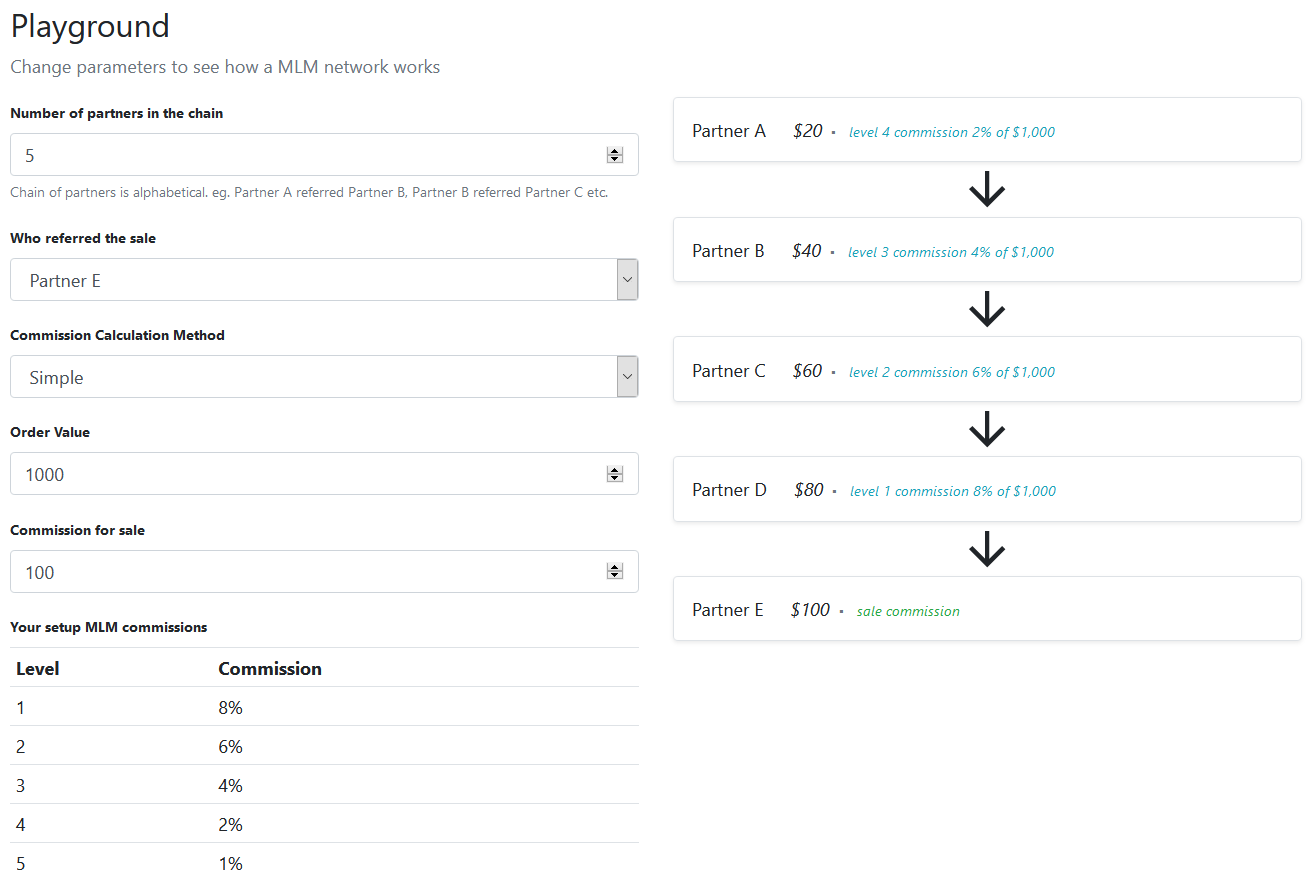 Playground
Change parameters to see how a MLM network works
Number of partners in the chain
5
Chain of partners is alphabetical. eg. Partner A referred Partner B, Partner B referred Partner C etc.
Who referred the sale
Partner E
Commission Calculation Method
Simple
Order Value
1000
Commission for sale
100
Your setup MLM commissions
Level Commission
1 8%
2 6%
3 4%
4 2%
5 1%
Partner A $20 • level 4 commission 2% of $1,000
Partner B $40 • level 3 commission 4% of $1,000
Partner C $60 • level 2 commission 6% of $1,000
Partner D $80 • level 1 commission 8% of $1,000
Partner E $100 • sale commission